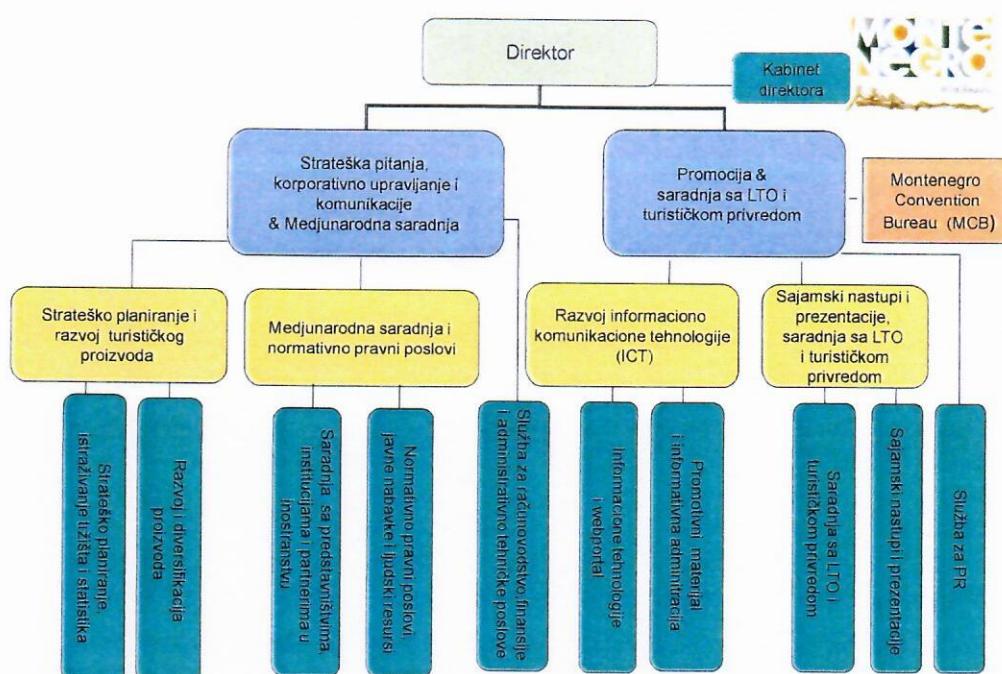 Direktor
MONTE
NEGRO
Kabinet
direktora
Strateška pitanja,
korporativno upravljanje i
komunikacije
& Medjunarodna saradnja
Promocija &
saradnja sa LTO i
turističkom privredom
Montenegro
Convention
Bureau (MCB)
Strateško planiranje i
razvoj turističkog
proizvoda
Medjunarodna saradnja i
normativno pravni poslovi
Razvoj informaciono
komunikacione tehnologije
(ICT)
Sajamski nastupi i
prezentacije,
saradnja sa LTO
i turističkom
privredom
Strateško planiranje,
istraživanje tržišta i statistika
Razvoj i diversifikacija
proizvoda
Saradnja sa predstavništvima,
institucijama i partnerima u
inostranstvu
Normativno pravni poslovi,
javne nabavke i ljudski resursi
Služba za računovodstvo,finansije
i administrativno tehničke poslove
Informacione tehnologije
i webportal
Promotivni materijal
i informativna adminitracija
Saradnja sa LTO i
turističkom privredom
Sajamski nastupi i prezentacije
Služba za PR